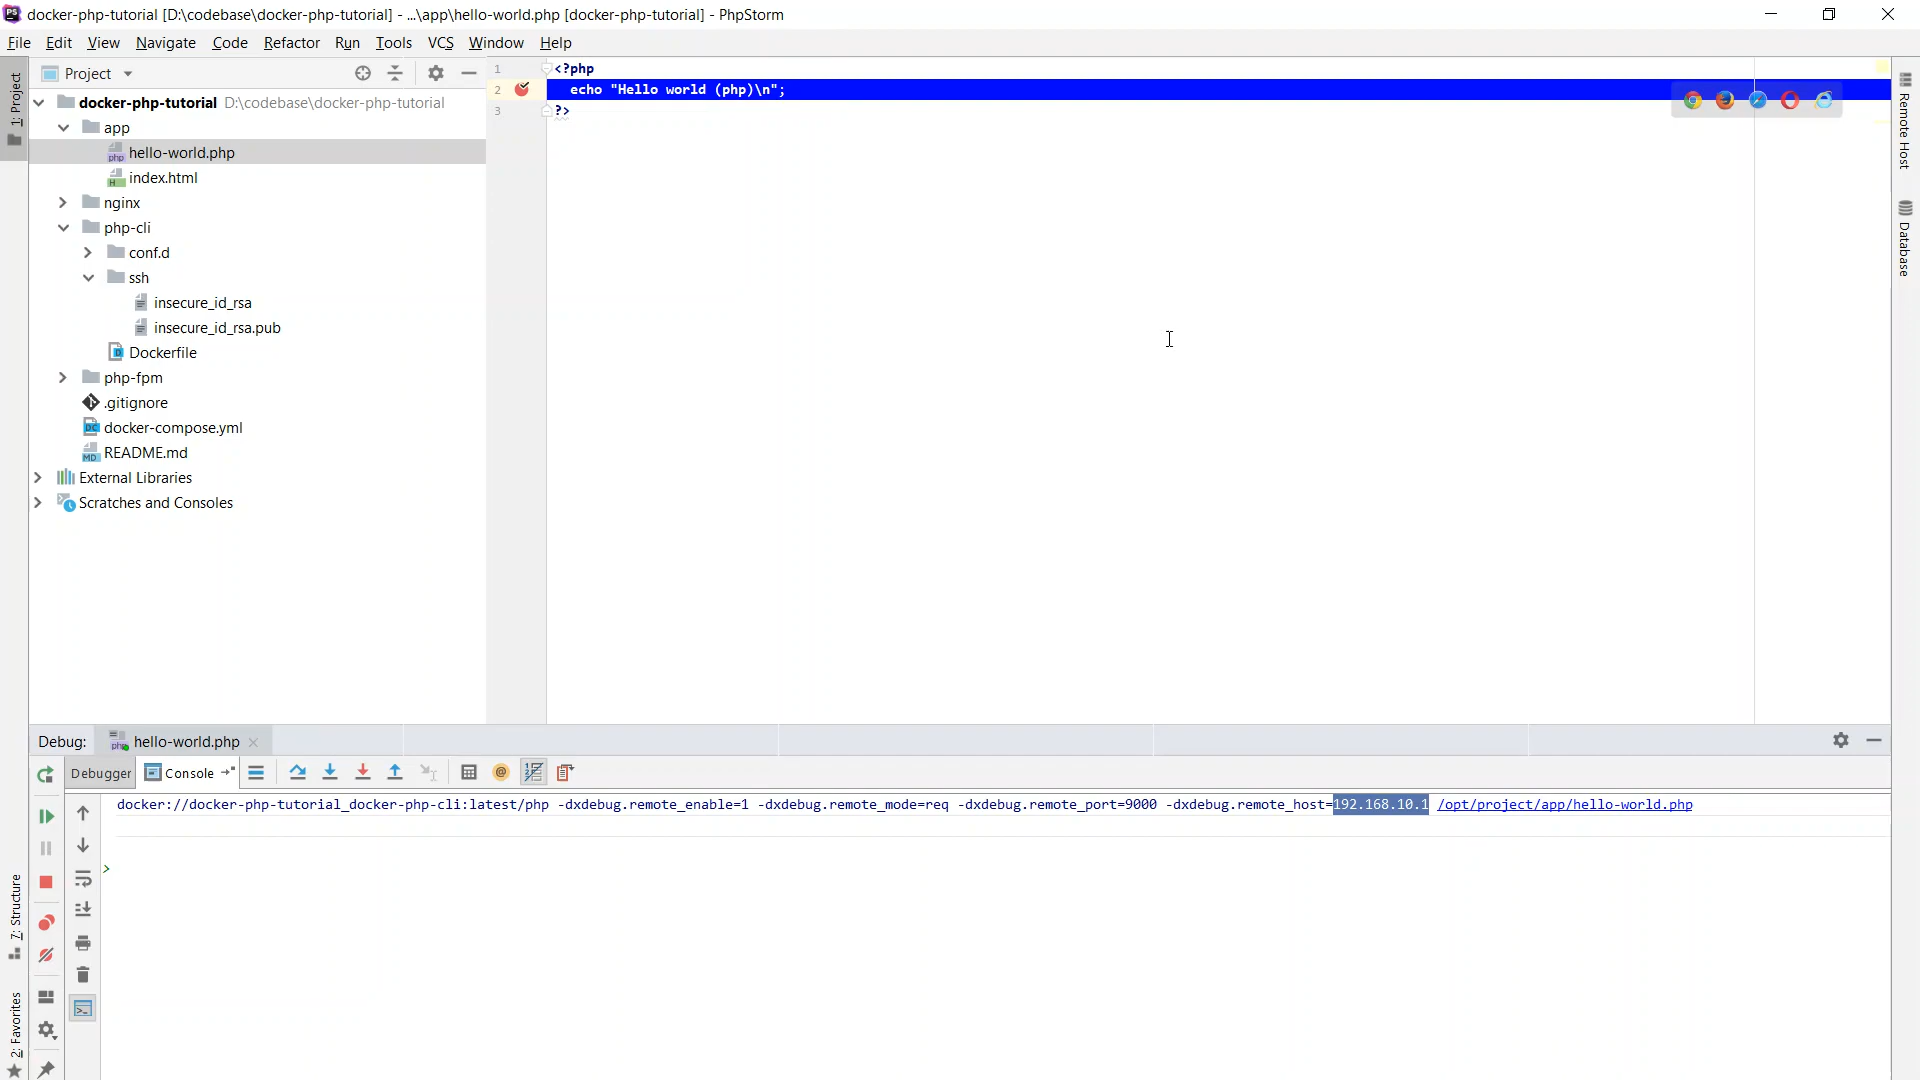 docker-php-tutorial [D:\codebase\docker-php-tutorial] - ...\app\hello-world.php [docker-php-tutorial] - PhpStorm
File Edit View Navigate Code Refactor Run Tools VCS Window Help
1: Project
Project
docker-php-tutorial D:\codebase\docker-php-tutorial
app
hello-world.php
index.html
nginx
php-cli
conf.d
ssh
insecure_id_rsa
insecure_id_rsa.pub
Dockerfile
php-fpm
.gitignore
docker-compose.yml
README.md
External Libraries
Scratches and Consoles
1 <?php
2 echo "Hello world (php)\n";
3 ?>
Remote Host
Database
Debug: hello-world.php
Debugger Console
docker://docker-php-tutorial_docker-php-cli:latest/php -dxdebug.remote_enable=1 -dxdebug.remote_mode=req -dxdebug.remote_port=9000 -dxdebug.remote_host=192.168.10.1 /opt/project/app/hello-world.php
>
7: Structure
2: Favorites